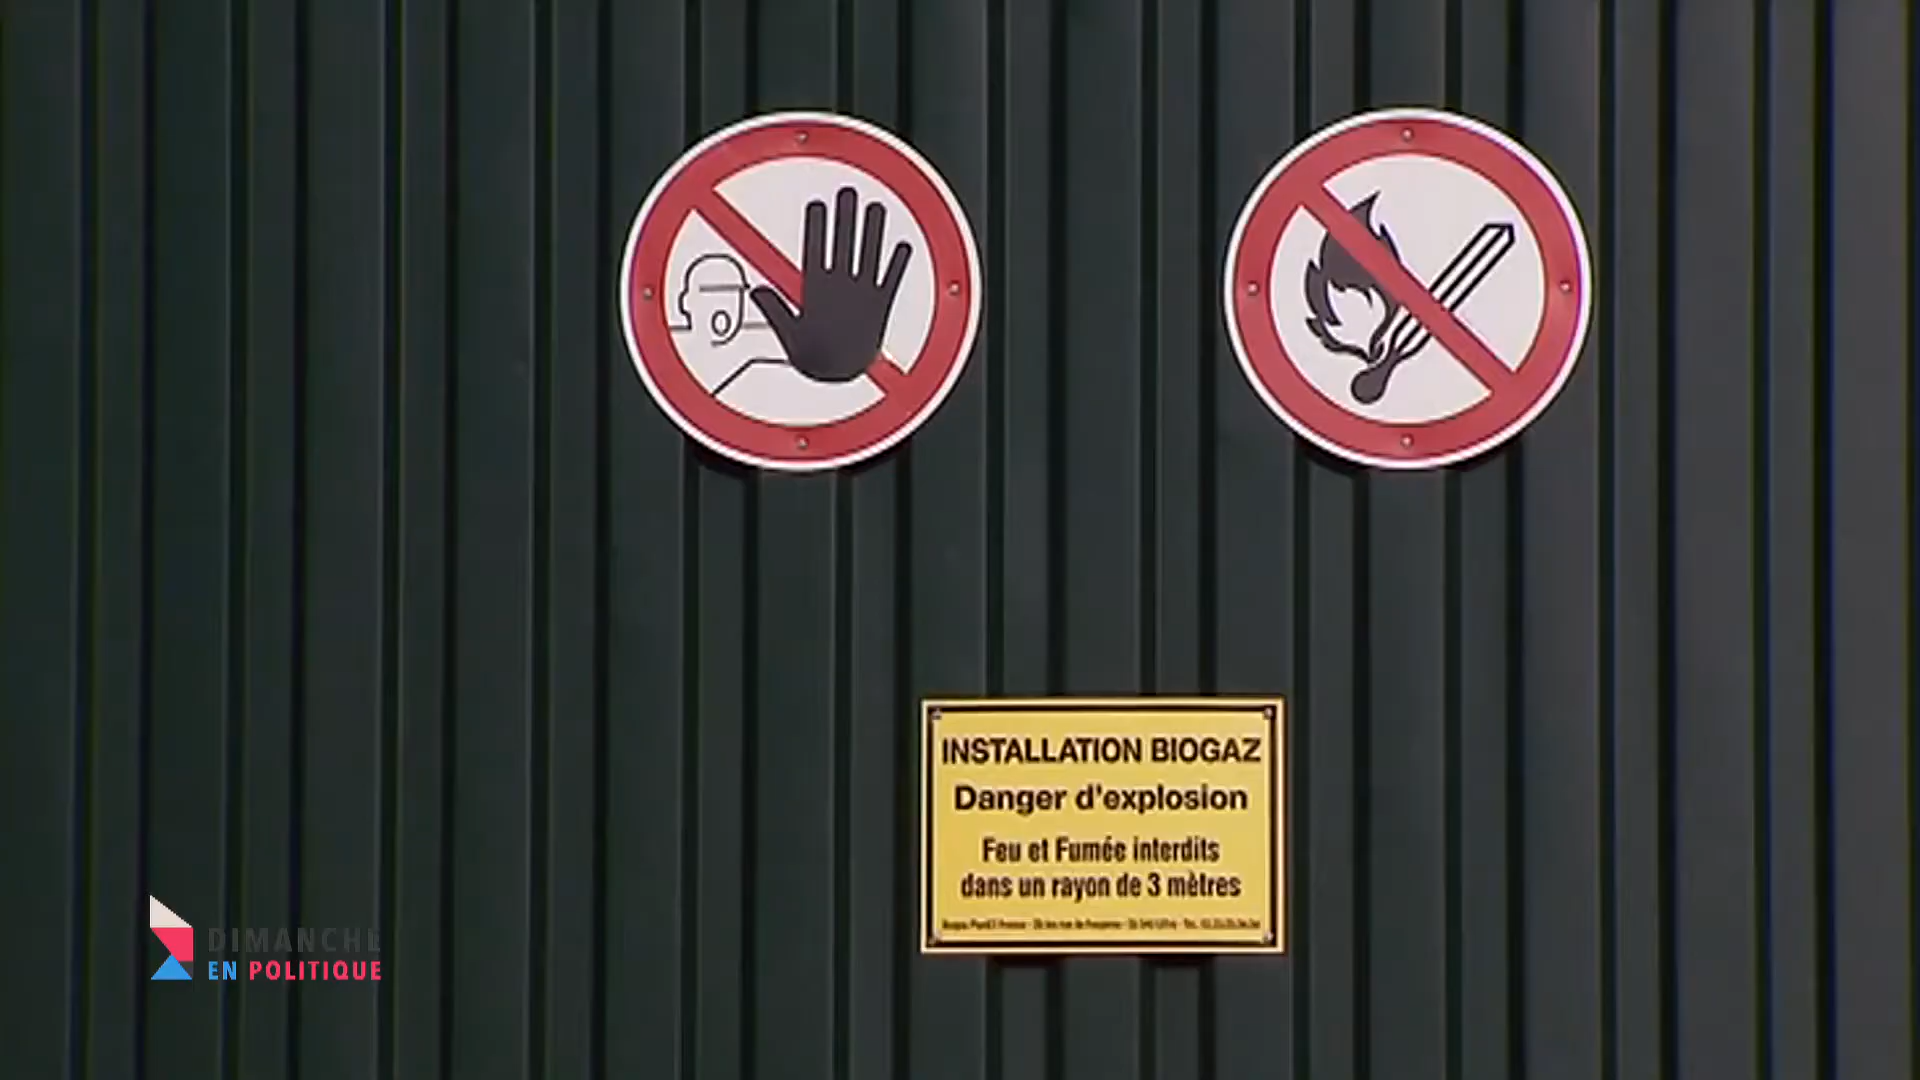 INSTALLATION BIOGAZ
Danger d'explosion
Feu et Fumée interdits
dans un rayon de 3 mètres
DIMANCHE
EN POLITIQUE